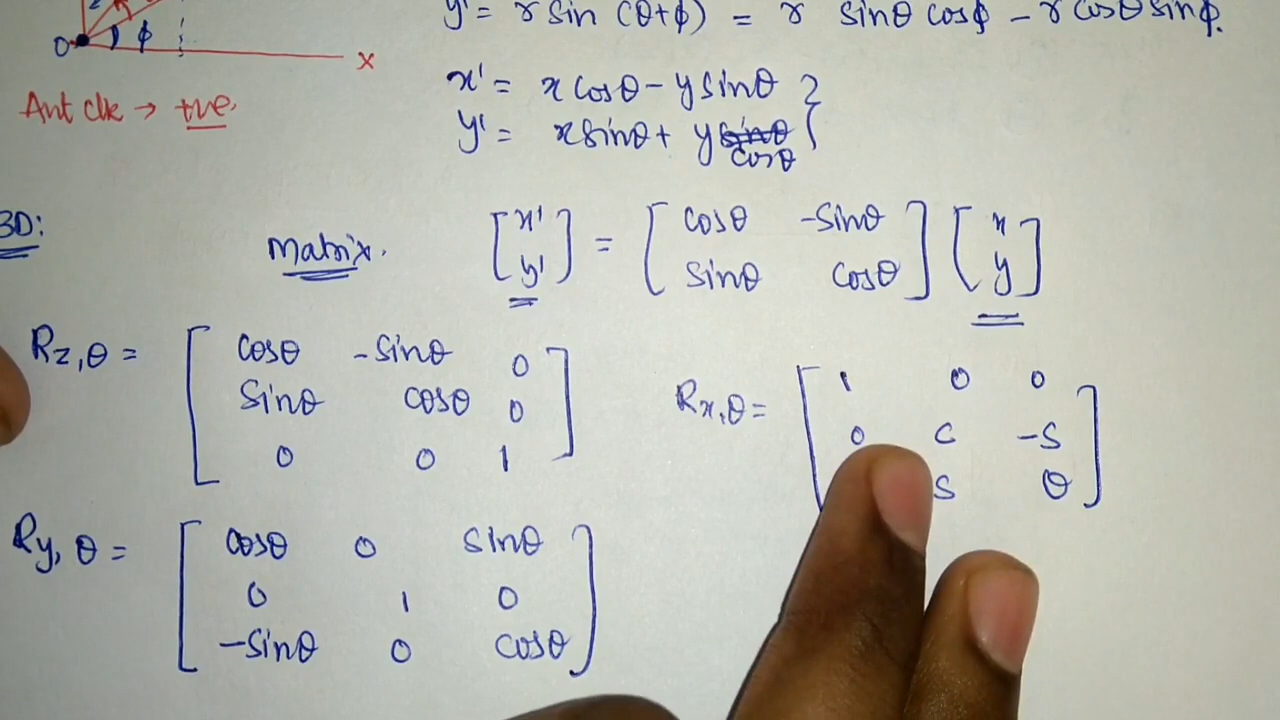 y' = r sin (θ+ϕ) = r sinθ cosϕ - r cosθ sinϕ.
O ϕ x
x' = x cosθ - y sinθ
Anti clk → +ve.
y' = x sinθ + y sinθ cosθ
3D:
matrix. [x' y'] = [cosθ -sinθ sinθ cosθ] [x y]
Rz,θ = [cosθ -sinθ 0
sinθ cosθ 0
0 0 1]
Rx,θ = [1 0 0
0 c -s
s θ]
Ry,θ = [cosθ 0 sinθ
0 1 0
-sinθ 0 cosθ]